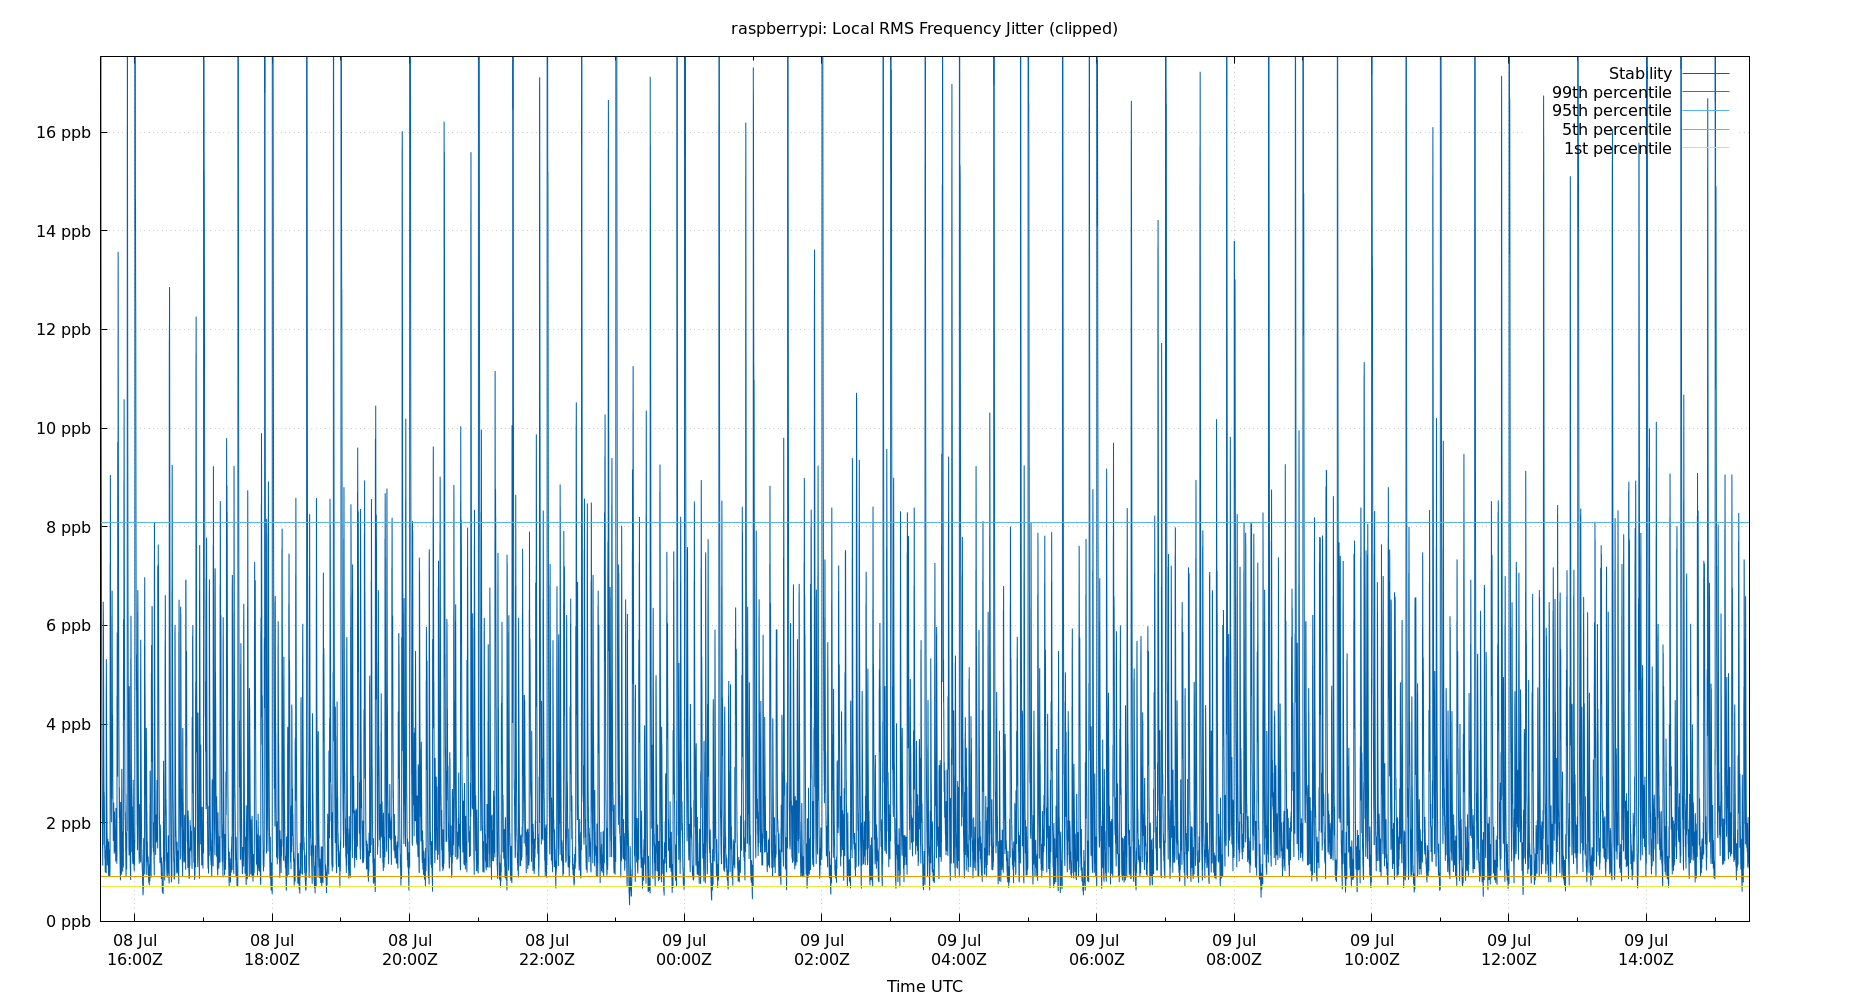 raspberrypi: Local RMS Frequency Jitter (clipped)
Stability
99th percentile
95th percentile
5th percentile
1st percentile
16 ppb
14 ppb
12 ppb
10 ppb
8 ppb
6 ppb
4 ppb
2 ppb
0 ppb
08 Jul 08 Jul 08 Jul 08 Jul 09 Jul 09 Jul 09 Jul 09 Jul 09 Jul 09 Jul 09 Jul 09 Jul
16:00Z 18:00Z 20:00Z 22:00Z 00:00Z 02:00Z 04:00Z 06:00Z 08:00Z 10:00Z 12:00Z 14:00Z
Time UTC